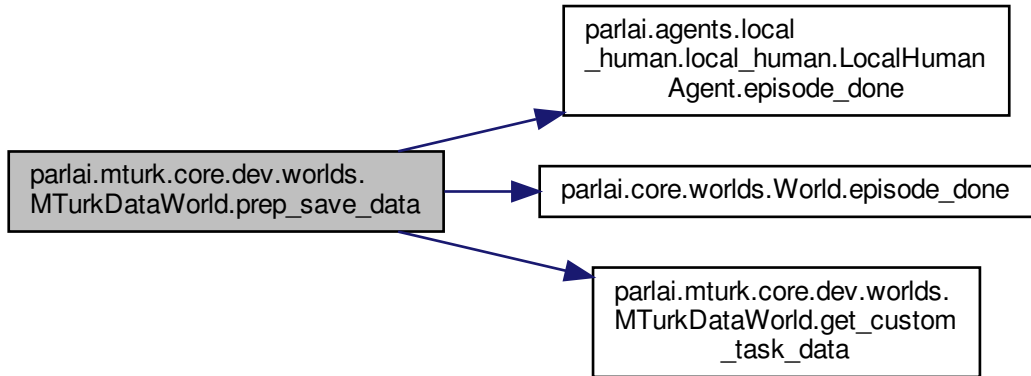 parlai.mturk.core.dev.worlds.
MTurkDataWorld.prep_save_data
parlai.agents.local
_human.local_human.LocalHuman
Agent.episode_done
parlai.core.worlds.World.episode_done
parlai.mturk.core.dev.worlds.
MTurkDataWorld.get_custom
_task_data